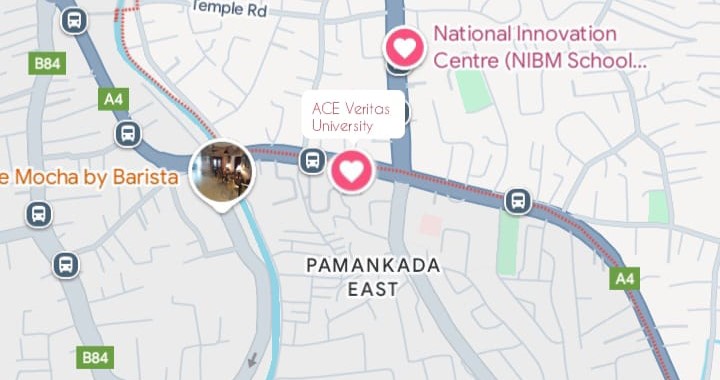 Temple Rd
National Innovation
Centre (NIBM School...
B84
A4
ACE Veritas
University
e Mocha by Barista
PAMANKADA
EAST
A4
B84